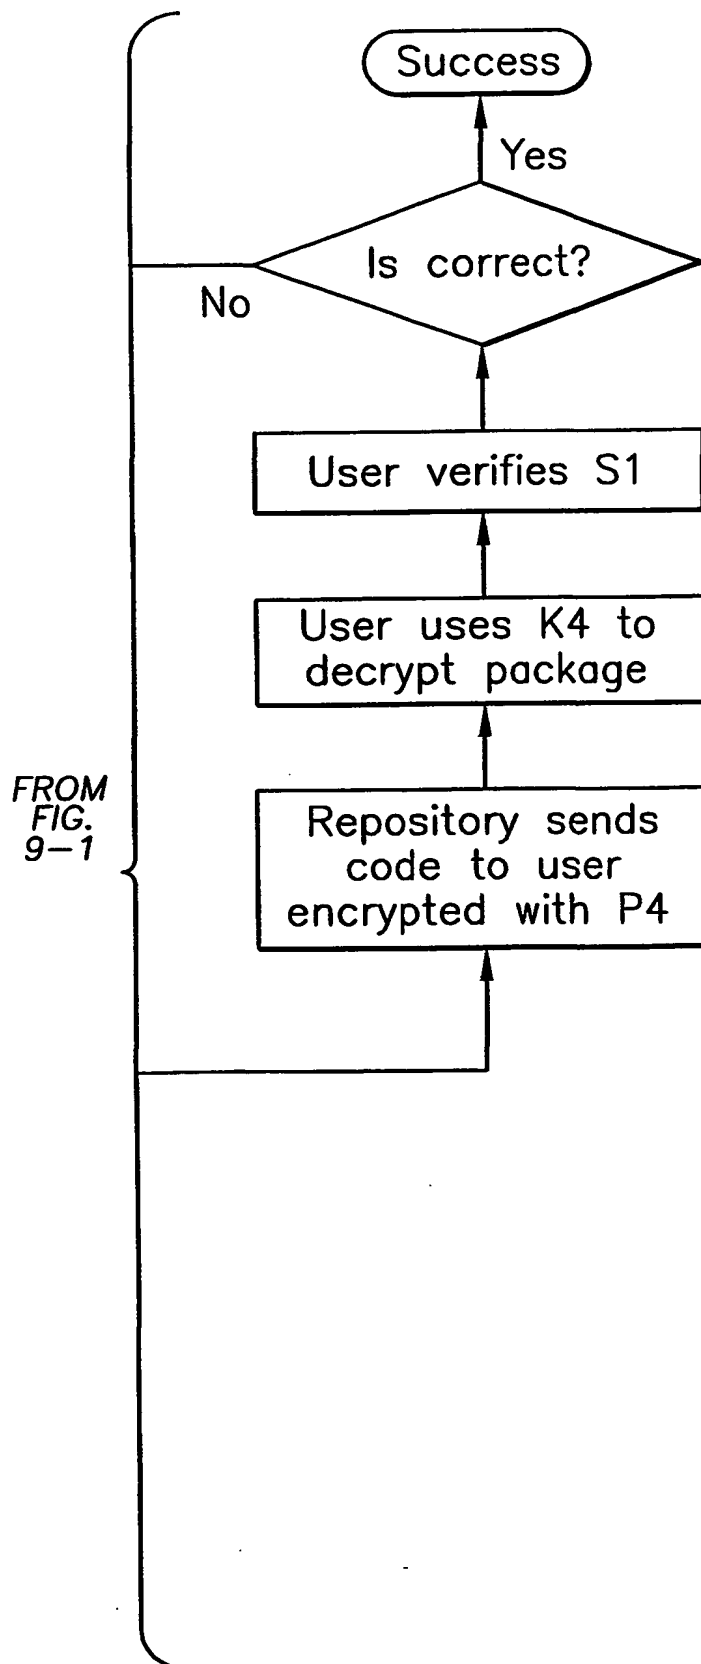 Success
Yes
Is correct?
No
User verifies S1
User uses K4 to
decrypt package
FROM
FIG.
9-1
Repository sends
code to user
encrypted with P4